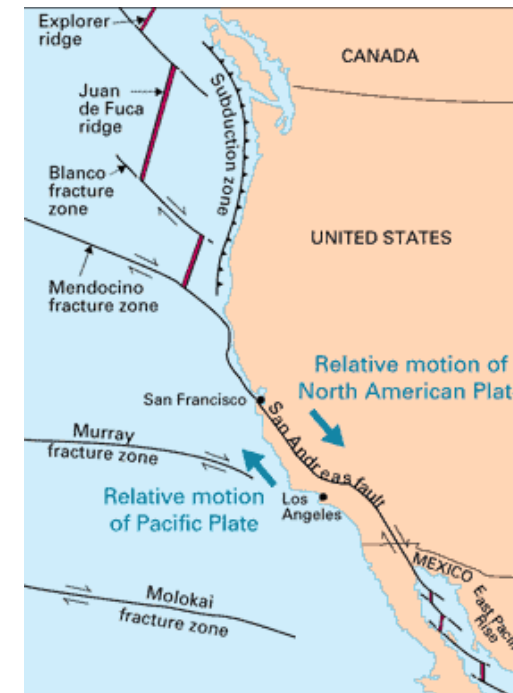 Explorer
ridge
CANADA
Juan
de Fuca
ridge
Subduction zone
Blanco
fracture
zone
UNITED STATES
Mendocino
fracture zone
Relative motion of
North American Plat
San Francisco
San Andreas fault
Murray
fracture zone
Relative motion
of Pacific Plate
Los
Angeles
MEXICO
East Pacif
Rise
Molokai
fracture zone